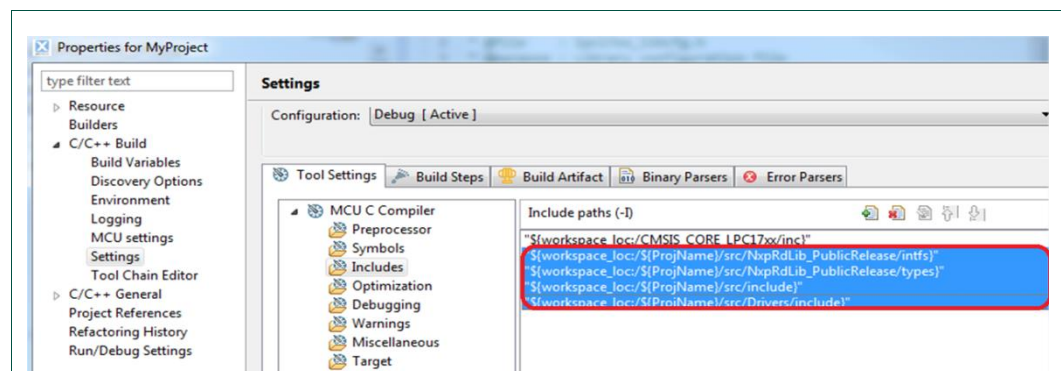 Properties for MyProject
type filter text
Resource
Builders
C/C++ Build
Build Variables
Discovery Options
Environment
Logging
MCU settings
Settings
Tool Chain Editor
C/C++ General
Project References
Refactoring History
Run/Debug Settings
Settings
Configuration: Debug [ Active ]
Tool Settings Build Steps Build Artifact Binary Parsers Error Parsers
MCU C Compiler
Preprocessor
Symbols
Includes
Optimization
Debugging
Warnings
Miscellaneous
Target
Include paths (-I)
"${workspace_loc:/CMSIS_CORE_LPC17xx/inc}"
"${workspace_loc:/${ProjName}/src/NxpRdLib_PublicRelease/intfs}"
"${workspace_loc:/${ProjName}/src/NxpRdLib_PublicRelease/types}"
"${workspace_loc:/${ProjName}/src/include}"
"${workspace_loc:/${ProjName}/src/Drivers/include}"